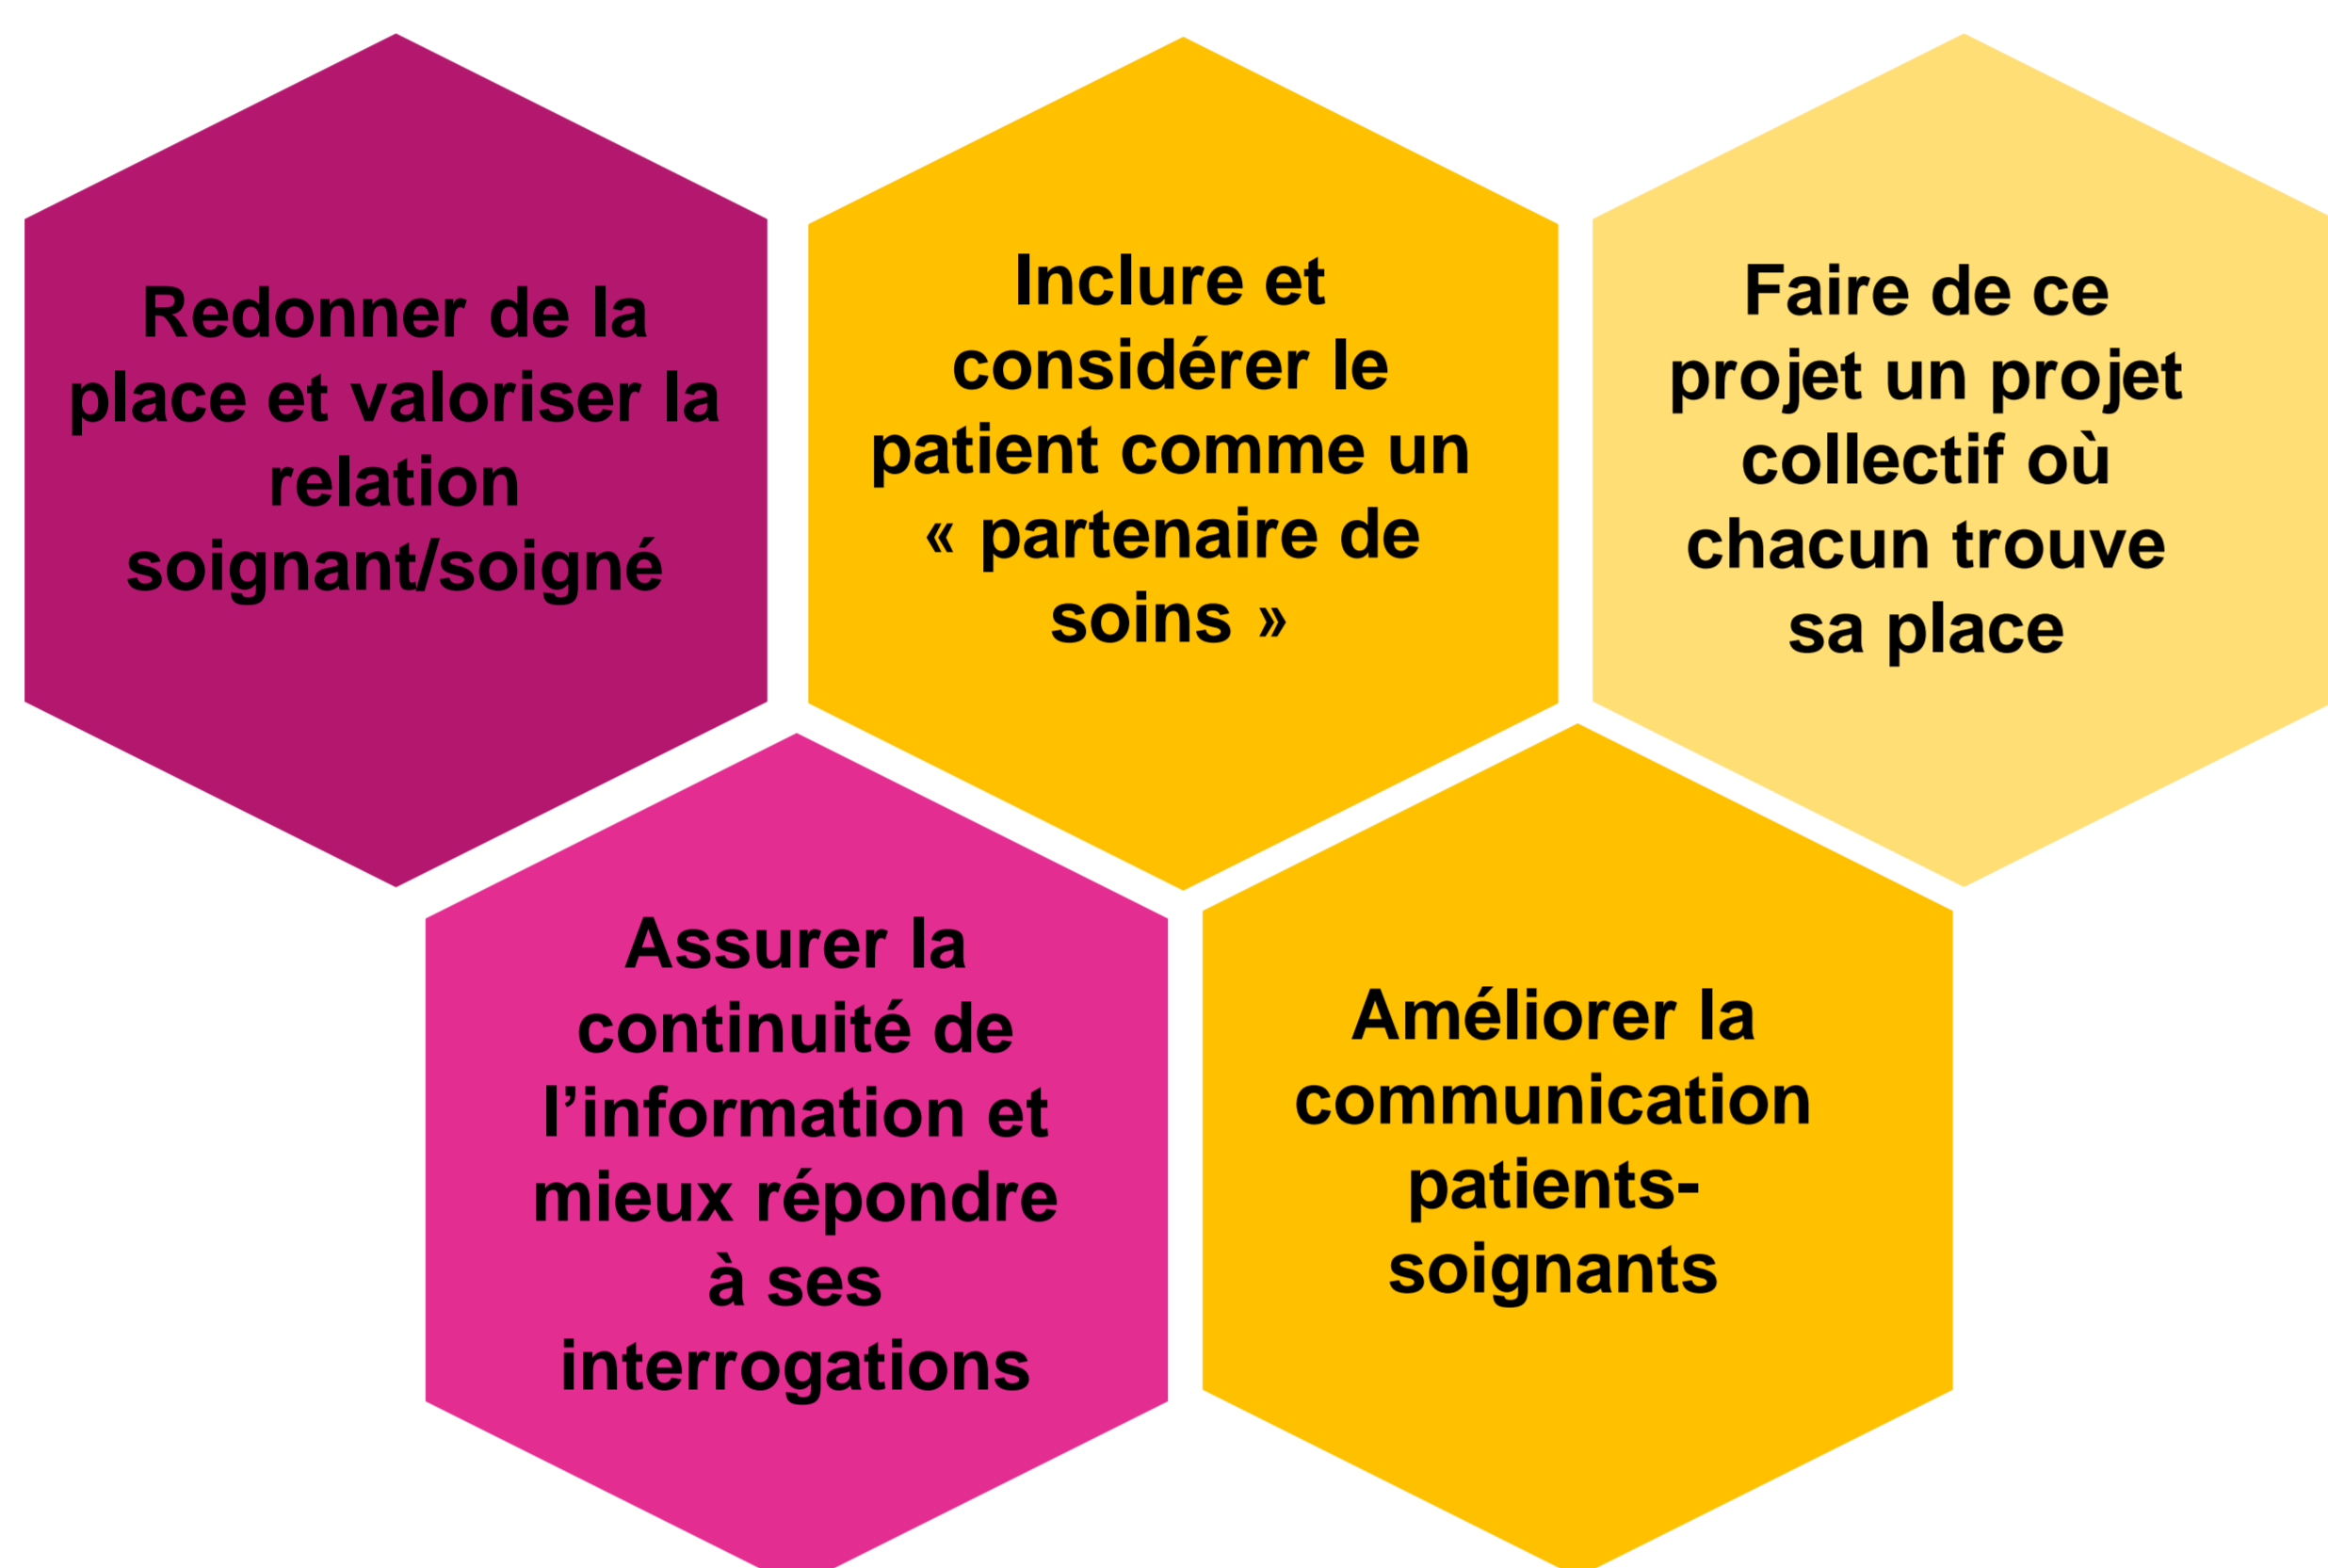 Redonner de la
place et valoriser la
relation
soignant/soigné
Inclure et
considérer le
patient comme un
« partenaire de
soins »
Faire de ce
projet un projet
collectif où
chacun trouve
sa place
Assurer la
continuité de
l’information et
mieux répondre
à ses
interrogations
Améliorer la
communication
patients-
soignants